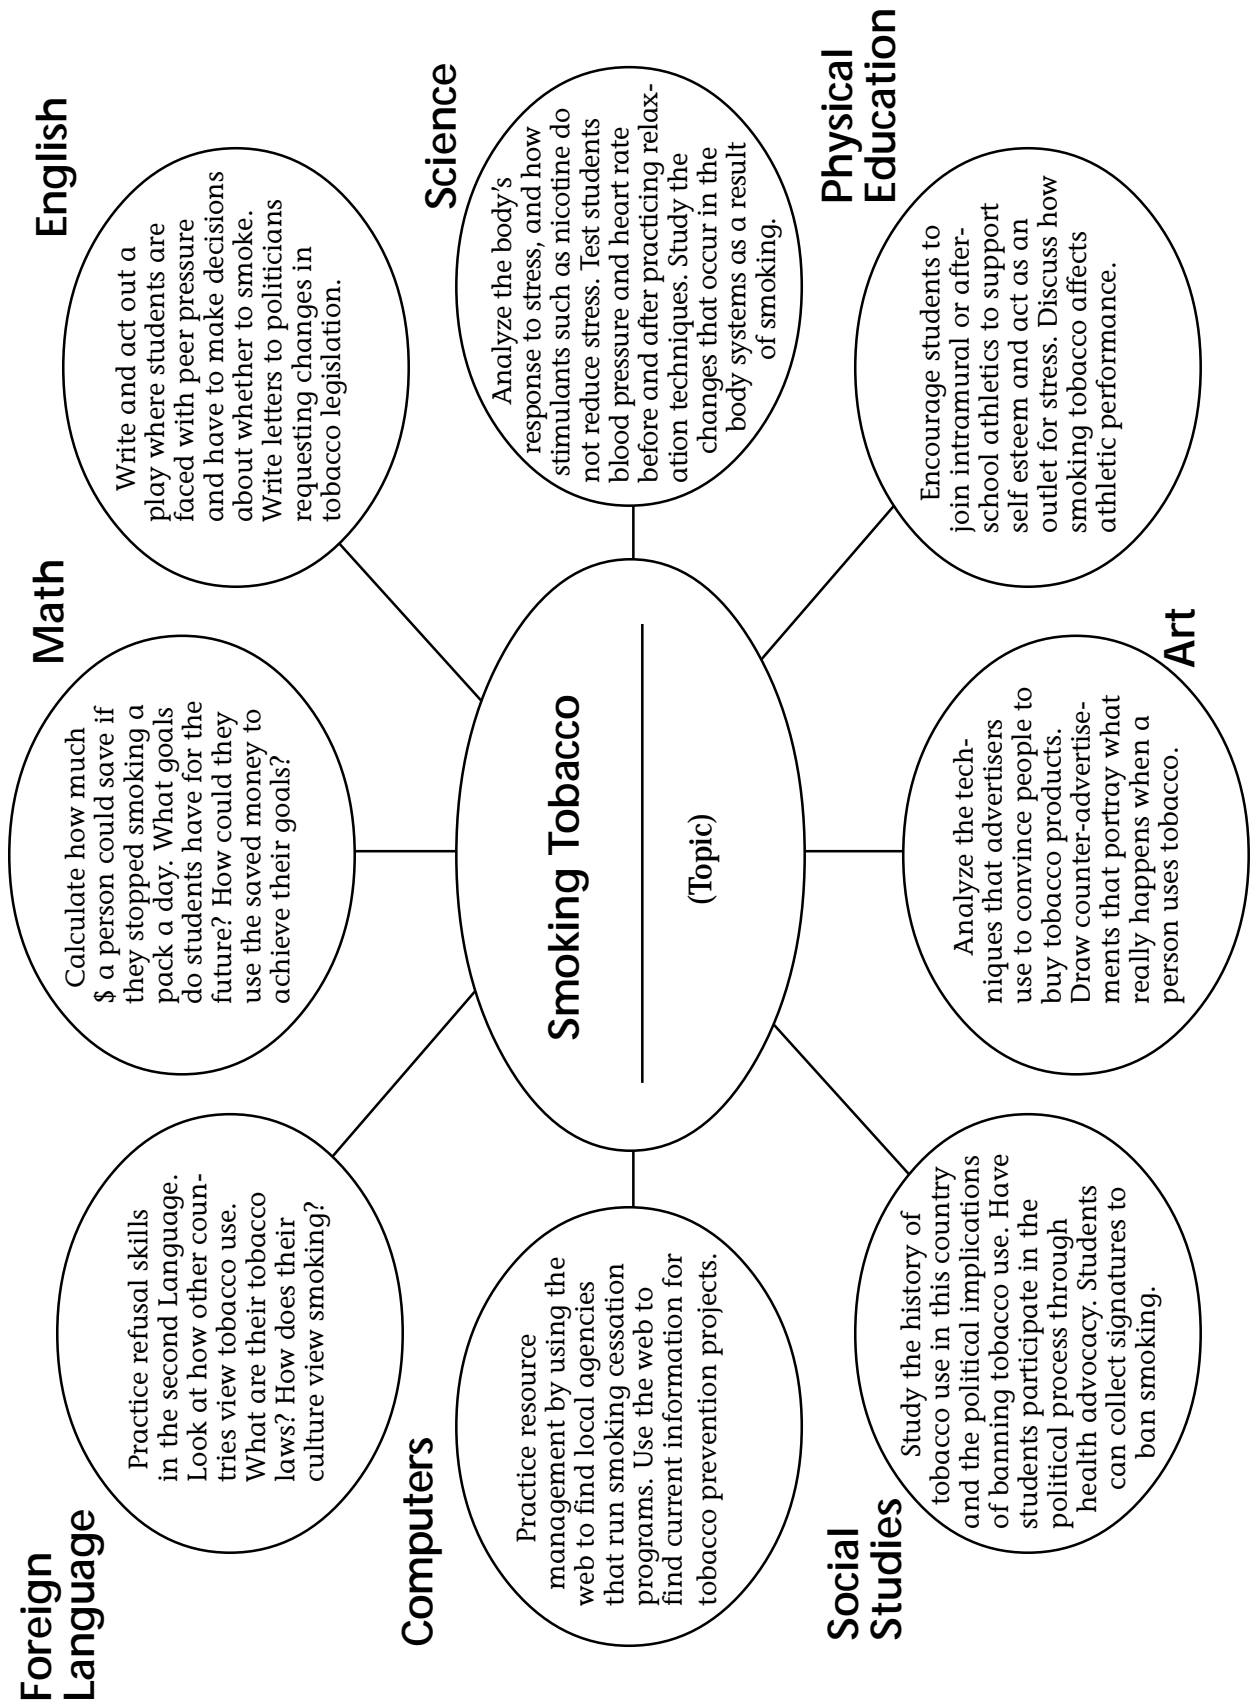 Foreign
Language
Practice refusal skills
in the second Language.
Look at how other coun-
tries view tobacco use.
What are their tobacco
laws? How does their
culture view smoking?
Math
Calculate how much
$ a person could save if
they stopped smoking a
pack a day. What goals
do students have for the
future? How could they
use the saved money to
achieve their goals?
English
Write and act out a
play where students are
faced with peer pressure
and have to make decisions
about whether to smoke.
Write letters to politicians
requesting changes in
tobacco legislation.
Computers
Practice resource
management by using the
web to find local agencies
that run smoking cessation
programs. Use the web to
find current information for
tobacco prevention projects.
Smoking Tobacco
(Topic)
Science
Analyze the body's
response to stress, and how
stimulants such as nicotine do
not reduce stress. Test students
blood pressure and heart rate
before and after practicing relax-
ation techniques. Study the
changes that occur in the
body systems as a result
of smoking.
Social
Studies
Study the history of
tobacco use in this country
and the political implications
of banning tobacco use. Have
students participate in the
political process through
health advocacy. Students
can collect signatures to
ban smoking.
Art
Analyze the tech-
niques that advertisers
use to convince people to
buy tobacco products.
Draw counter-advertise-
ments that portray what
really happens when a
person uses tobacco.
Physical
Education
Encourage students to
join intramural or after-
school athletics to support
self esteem and act as an
outlet for stress. Discuss how
smoking tobacco affects
athletic performance.